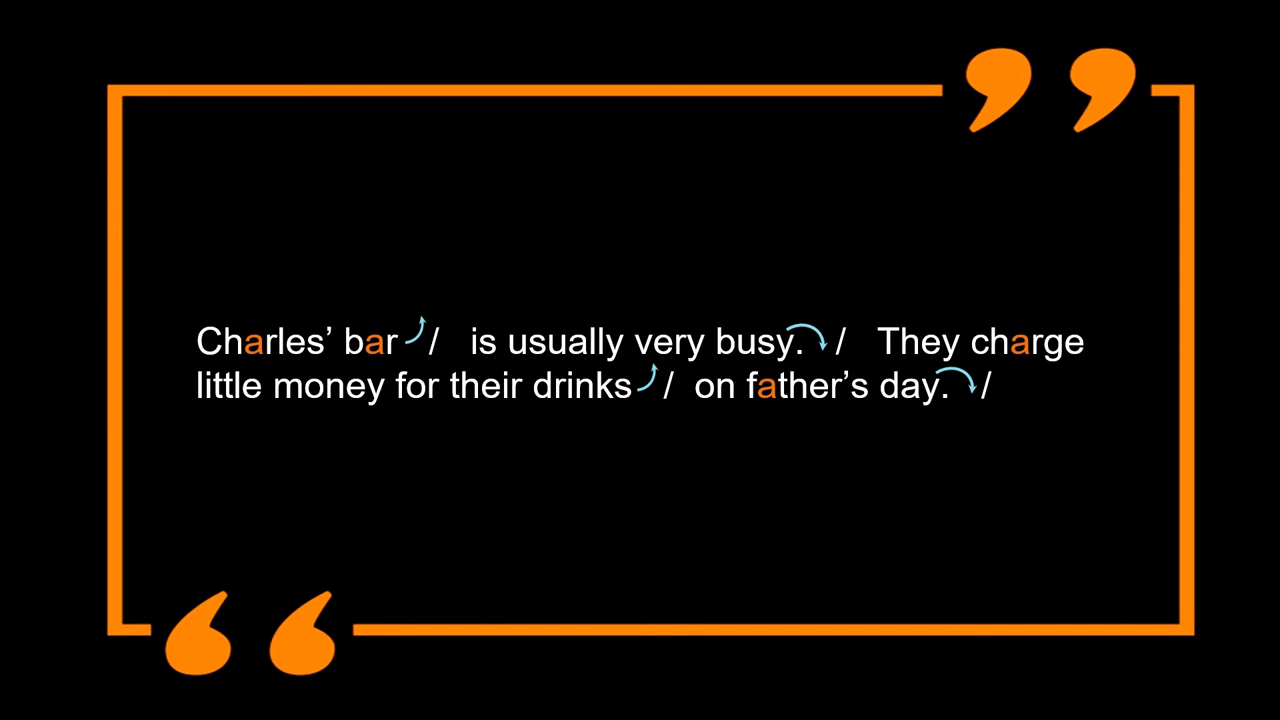 Charles’ bar / is usually very busy. / They charge
little money for their drinks / on father’s day. /